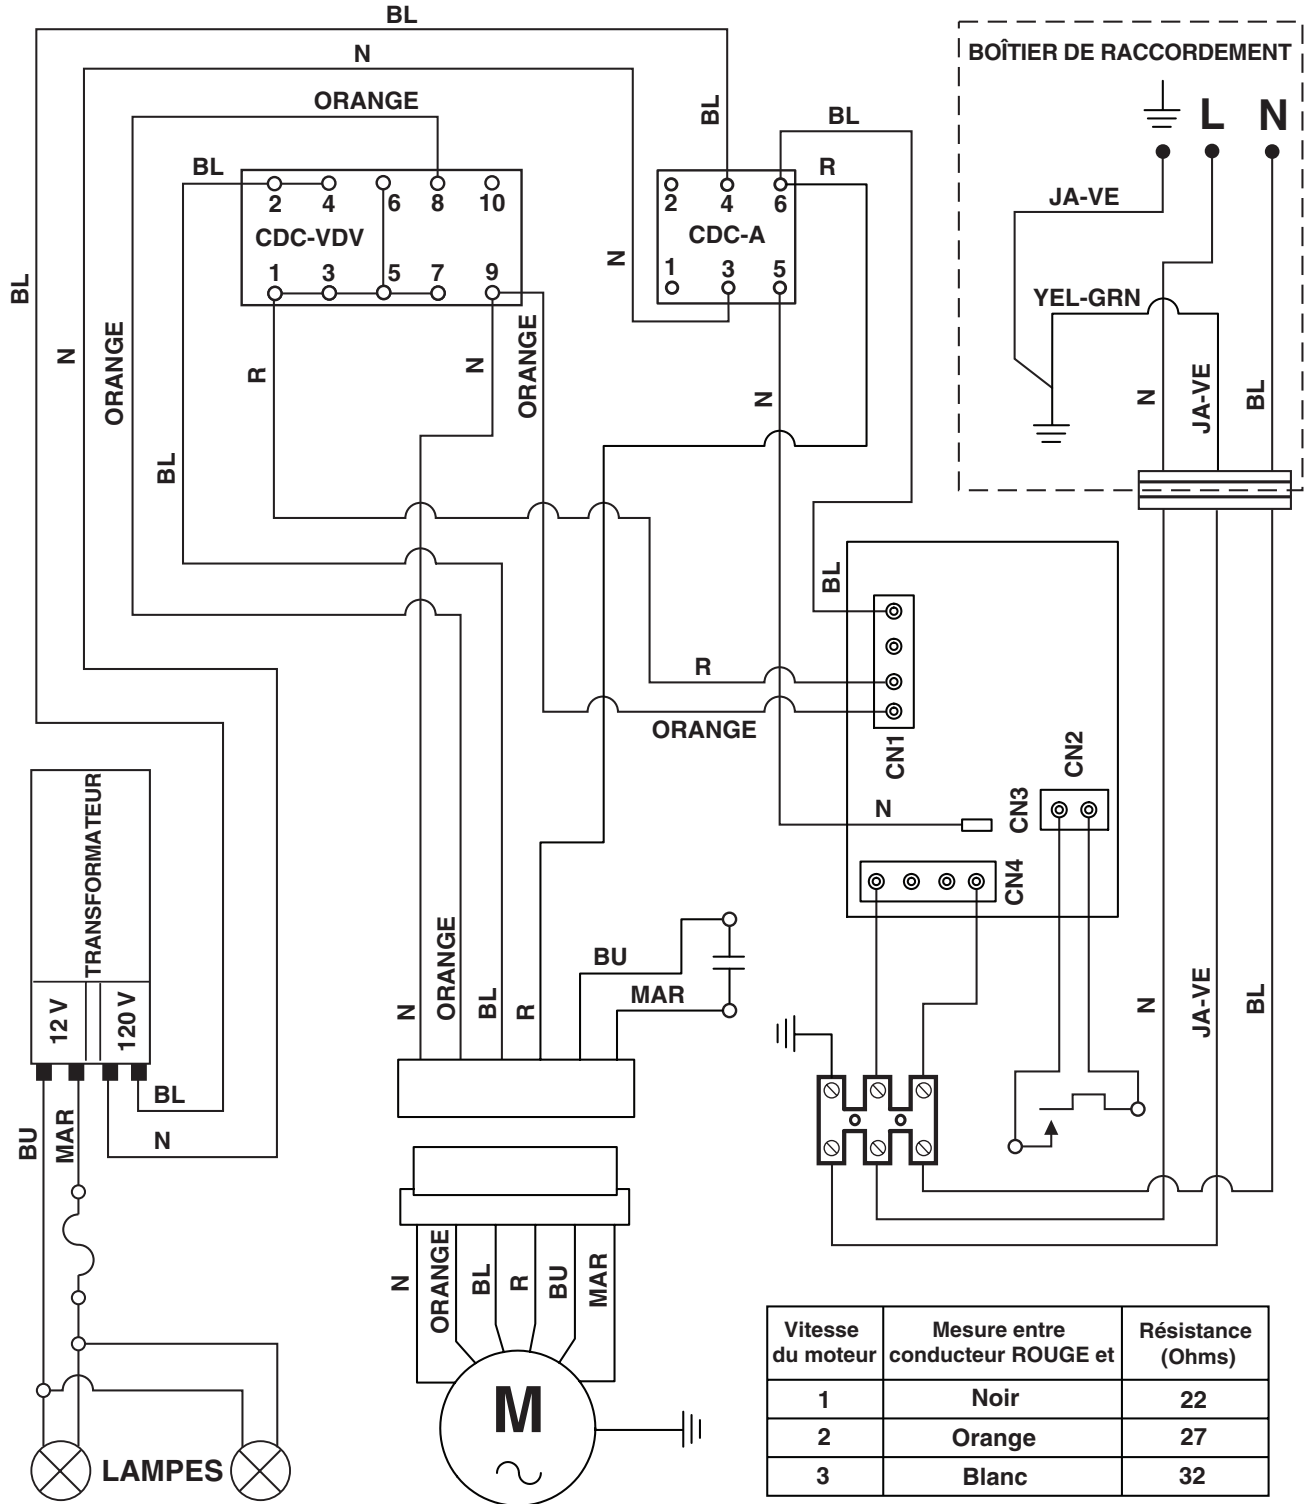 BL
N
ORANGE
BL
BL
BL
R
BOÎTIER DE RACCORDEMENT
L N
JA-VE
2 4 6 8 10
CDC-VDV
1 3 5 7 9
2 4 6
CDC-A
1 3 5
N
BL
N
ORANGE
R
N
ORANGE
N
YEL-GRN
N
JA-VE
BL
BL
BL
R
ORANGE
CN1
CN2
CN3
N
CN4
TRANSFORMATEUR
12 V
120 V
BL
N
BU
MAR
N
ORANGE
BL
R
BU
MAR
N
JA-VE
BL
N
ORANGE
BL
R
BU
MAR
M
LAMPES
Vitesse du moteur
Mesure entre conducteur ROUGE et
Résistance (Ohms)
1 Noir 22
2 Orange 27
3 Blanc 32